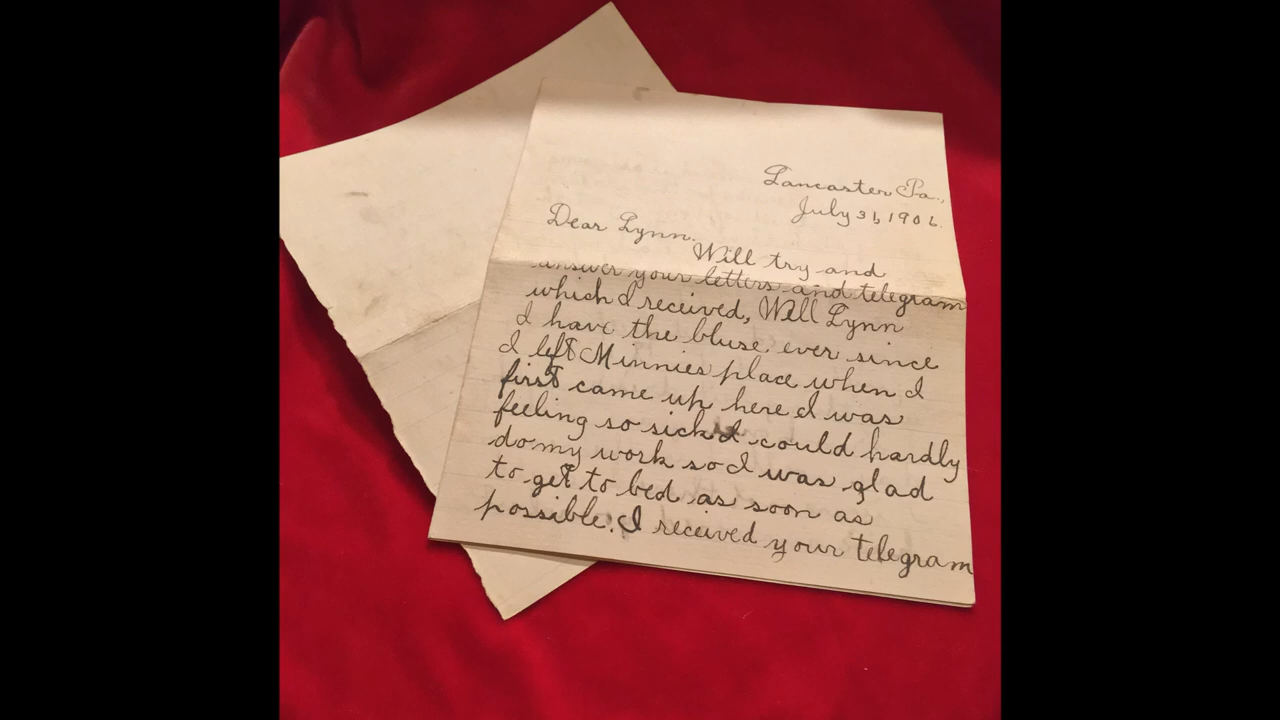 Lancaster Pa.,
July 31, 1906.
Dear Lynn.
Will try and
answer your letters and telegram
which I received, Will Lynn
I have the bluse ever since
I left Minnies place when I
first came up here I was
feeling so sick I could hardly
do my work so I was glad
to get to bed as soon as
possible. I received your telegram